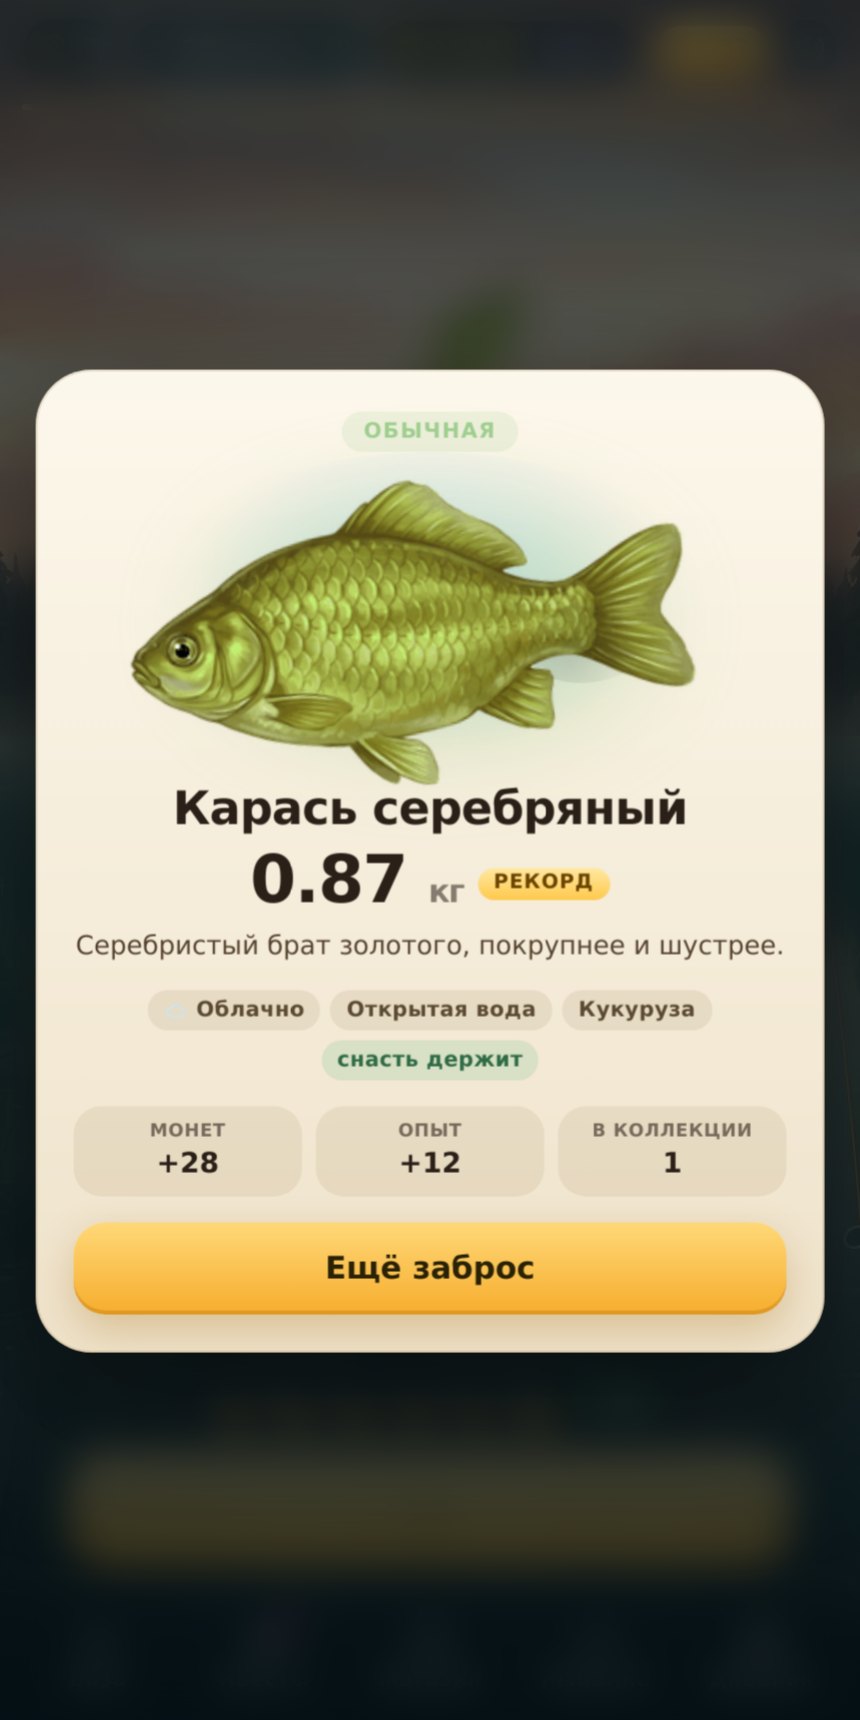 ОБЫЧНАЯ
Карась серебряный
0.87 кг РЕКОРД
Серебристый брат золотого, покрупнее и шустрее.
Облачно Открытая вода Кукуруза
снасть держит
МОНЕТ ОПЫТ В КОЛЛЕКЦИИ
+28 +12 1
Ещё заброс